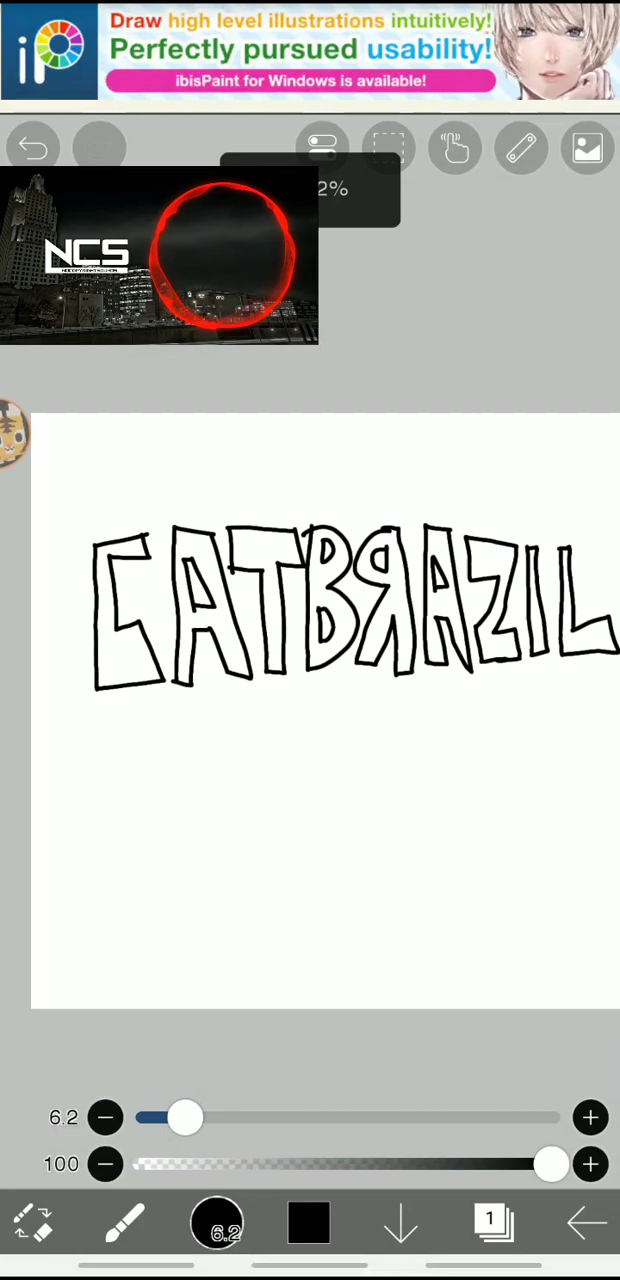 Draw high level illustrations intuitively!
Perfectly pursued usability!
ibisPaint for Windows is available!
2%
NCS
NOCOPYRIGHTSOUNDS
CATBRAZIL
6.2
100
6.2
1